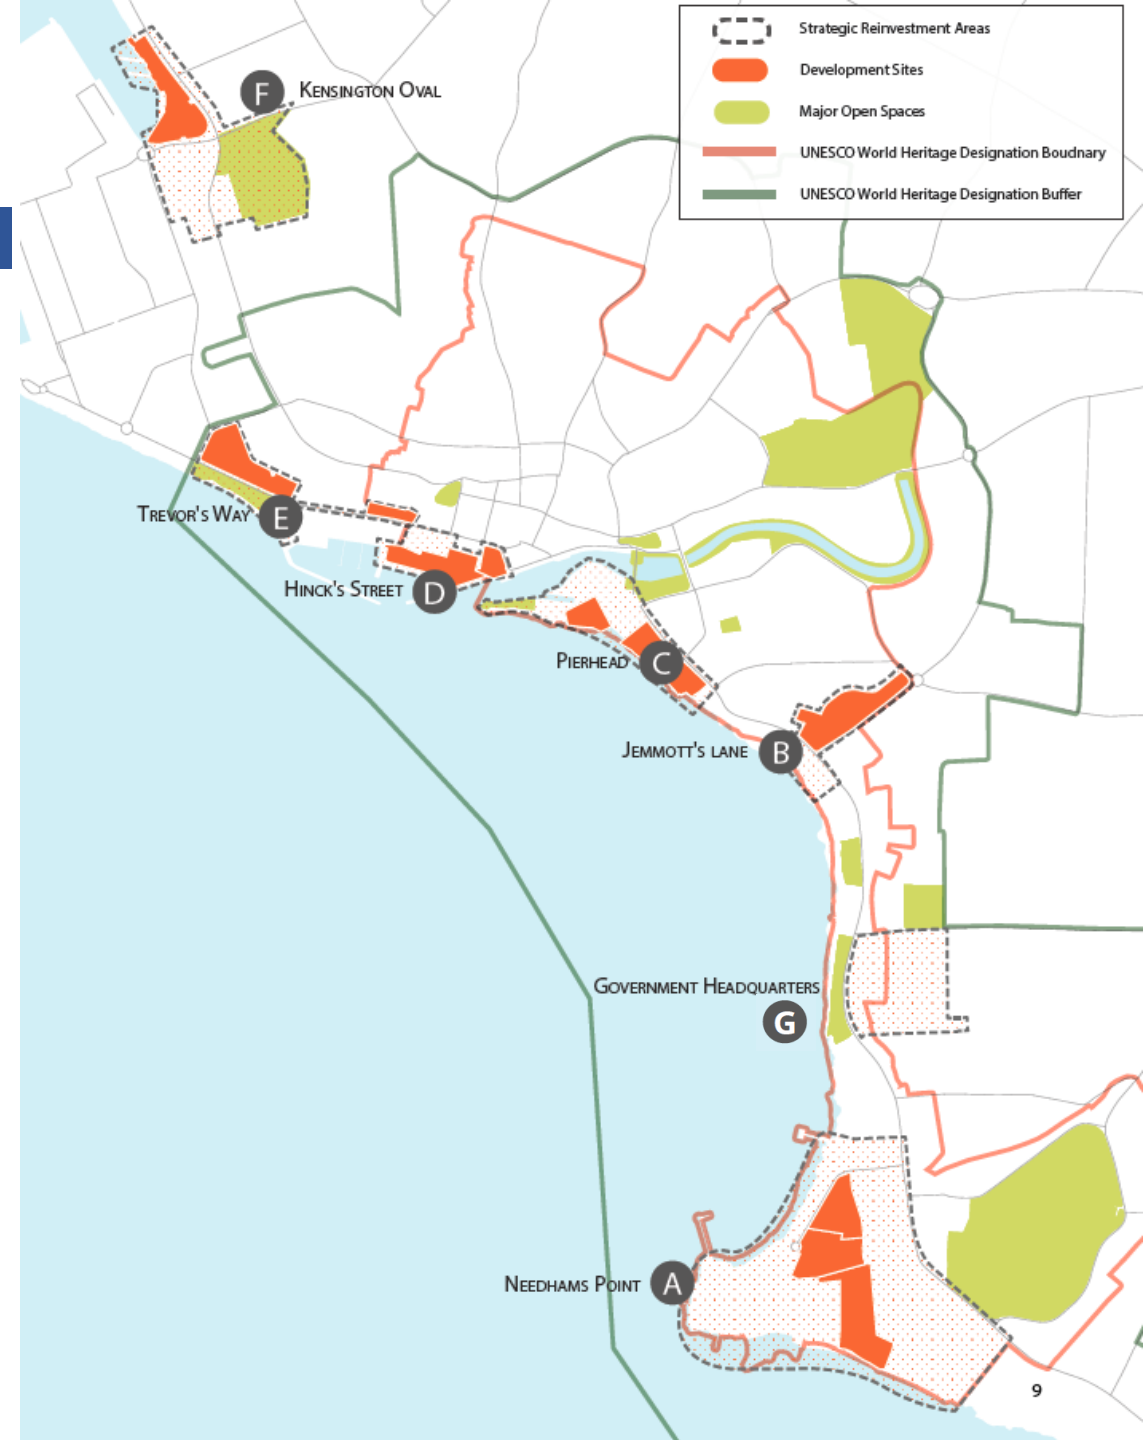 Strategic Reinvestment Areas
Development Sites
Major Open Spaces
UNESCO World Heritage Designation Boudnary
UNESCO World Heritage Designation Buffer
F KENSINGTON OVAL
TREVOR'S WAY E
HINCK'S STREET D
PIERHEAD C
JEMMOTT'S LANE B
GOVERNMENT HEADQUARTERS
G
NEEDHAMS POINT A
9